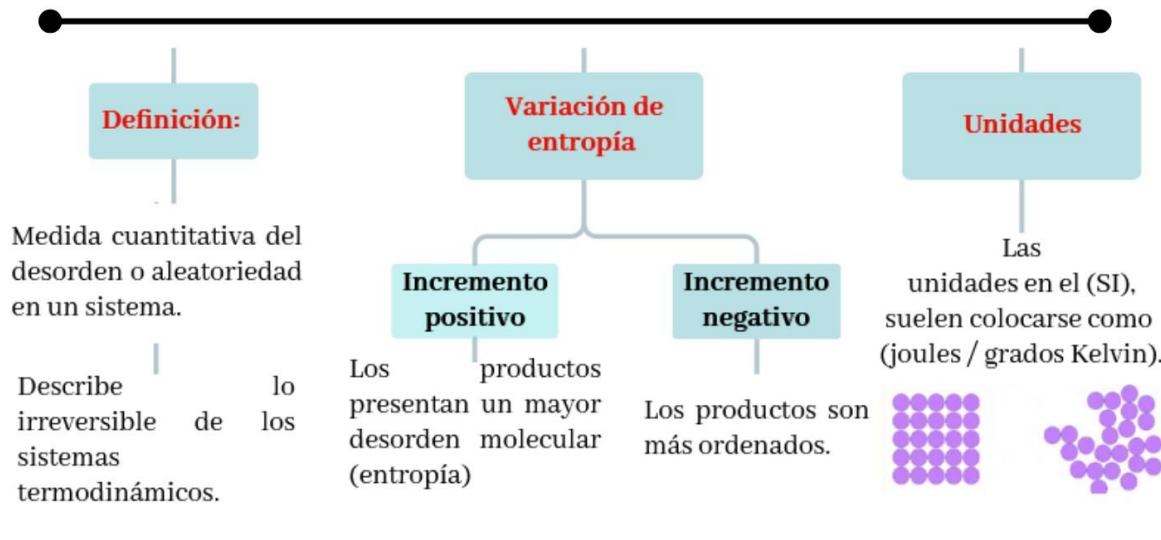 Definición:
Medida cuantitativa del
desorden o aleatoriedad
en un sistema.
Describe lo
irreversible de los
sistemas
termodinámicos.
Variación de
entropía
Incremento
positivo
Los productos
presentan un mayor
desorden molecular
(entropía)
Incremento
negativo
Los productos son
más ordenados.
Unidades
Las
unidades en el (SI),
suelen colocarse como
(joules / grados Kelvin).